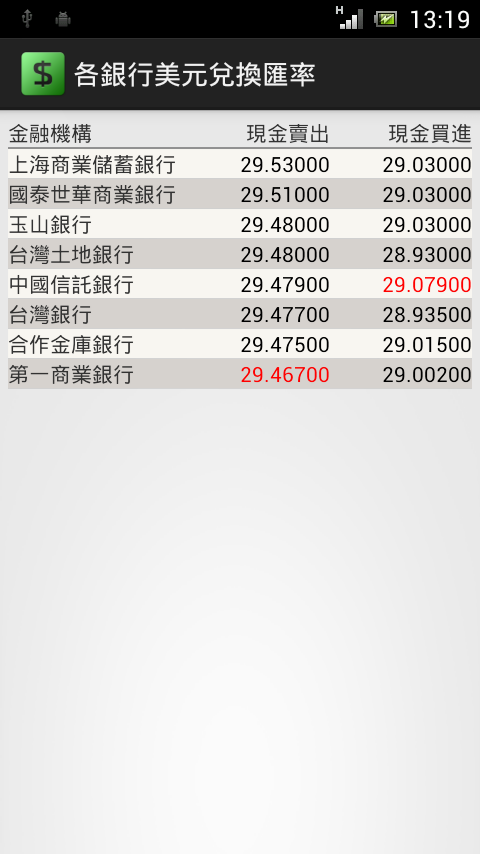 13:19
H
各銀行美元兌換匯率
金融機構 現金賣出 現金買進
上海商業儲蓄銀行 29.53000 29.03000
國泰世華商業銀行 29.51000 29.03000
玉山銀行 29.48000 29.03000
台灣土地銀行 29.48000 28.93000
中國信託銀行 29.47900 29.07900
台灣銀行 29.47700 28.93500
合作金庫銀行 29.47500 29.01500
第一商業銀行 29.46700 29.00200